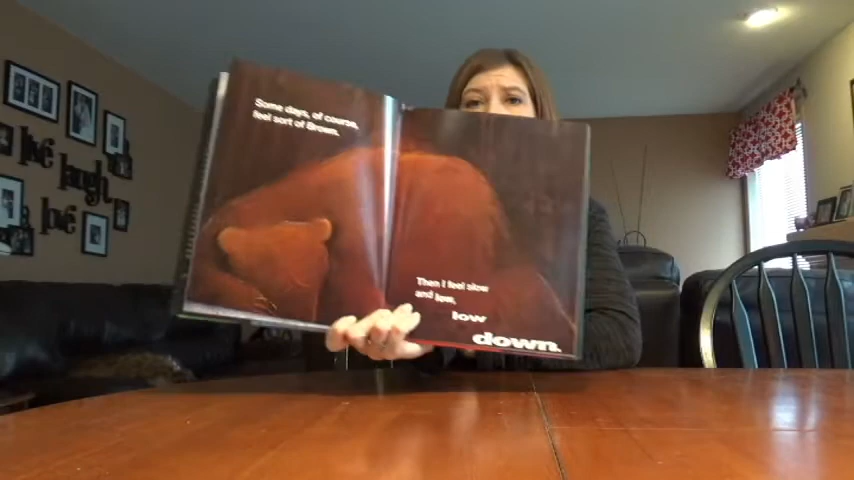 Some days, of course,
feel sort of Brown.
Then I feel slow
and low,
low
down.
live
laugh
love